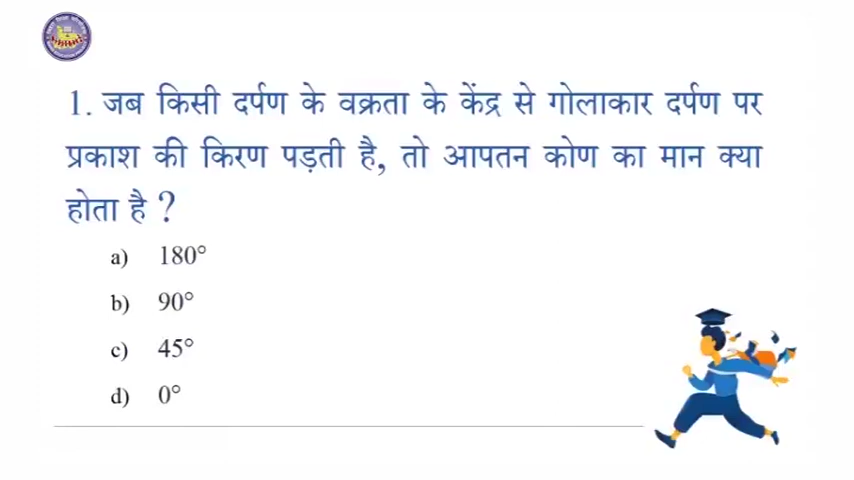 1. जब किसी दर्पण के वक्रता के केंद्र से गोलाकार दर्पण पर
प्रकाश की किरण पड़ती है, तो आपतन कोण का मान क्या
होता है ?
a) 180°
b) 90°
c) 45°
d) 0°